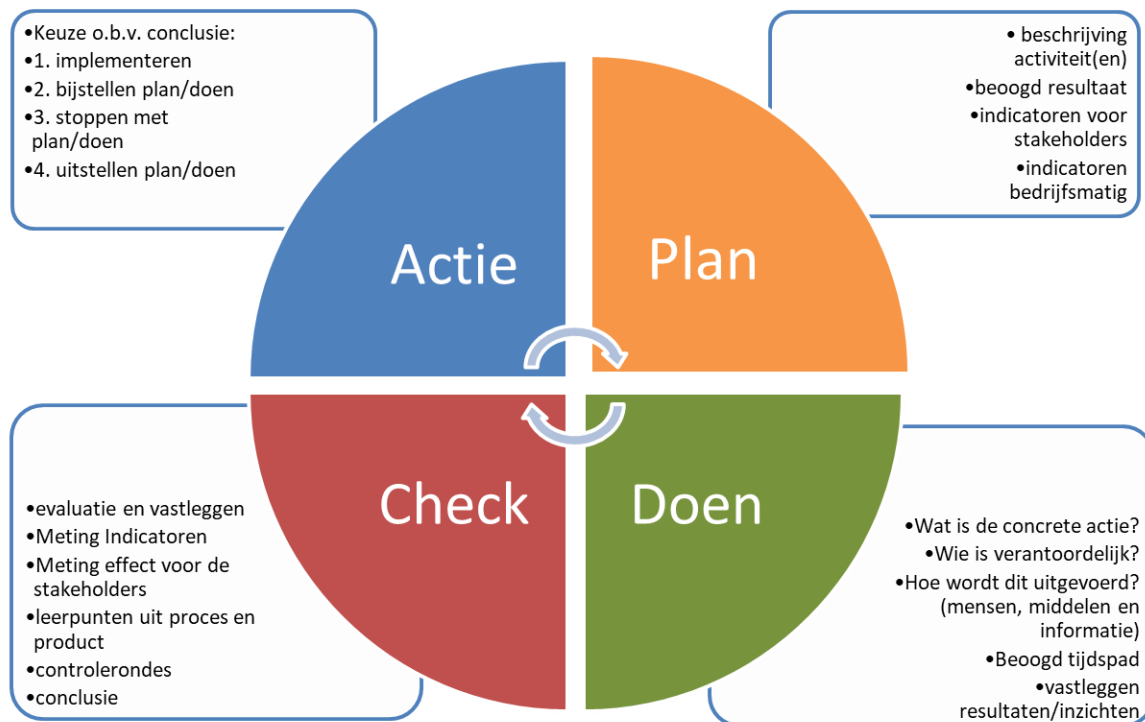 •Keuze o.b.v. conclusie:
•1. implementeren
•2. bijstellen plan/doen
•3. stoppen met
plan/doen
•4. uitstellen plan/doen
• beschrijving
activiteit(en)
•beoogd resultaat
•indicatoren voor
stakeholders
•indicatoren
bedrijfsmatig
Actie
Plan
Check
Doen
•evaluatie en vastleggen
•Meting Indicatoren
•Meting effect voor de
stakeholders
•leerpunten uit proces en
product
•controlerondes
•conclusie
•Wat is de concrete actie?
•Wie is verantoordelijk?
•Hoe wordt dit uitgevoerd?
(mensen, middelen en
informatie)
•Beoogd tijdspad
•vastleggen
resultaten/inzichten